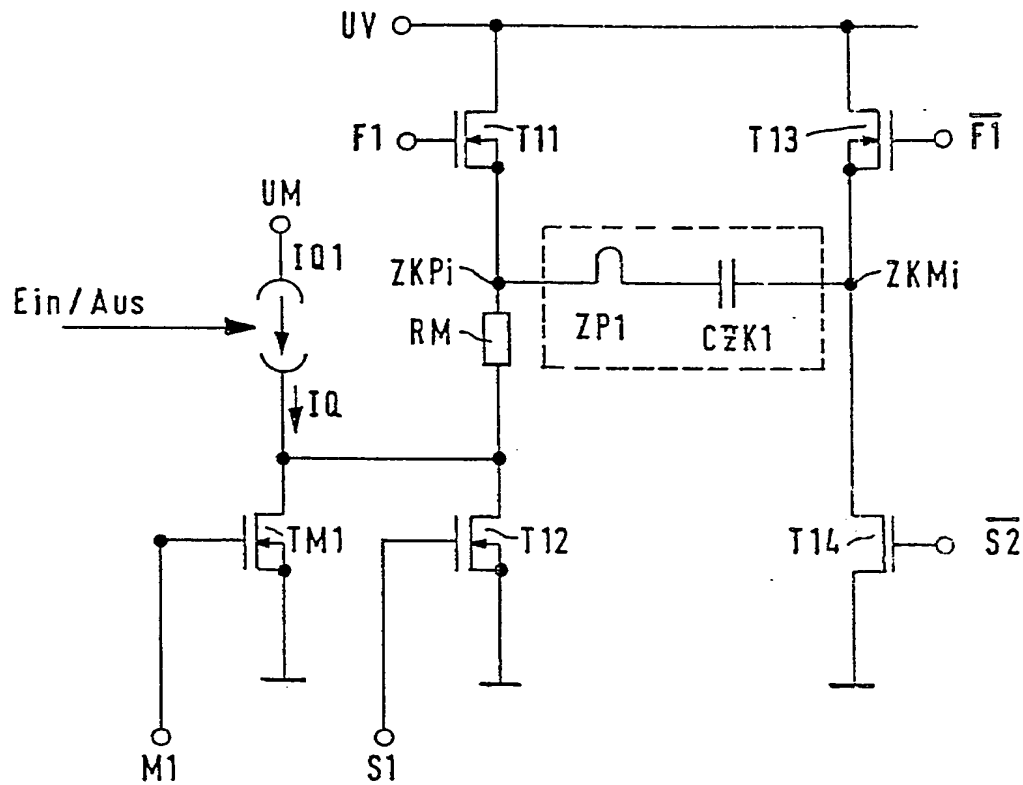 UV
F1
T11
T13
F1̅
UM
IQ1
ZKPi
ZKMi
Ein/Aus
RM
ZP1
CZK1
IQ
TM1
T12
T14
S2̅
M1
S1